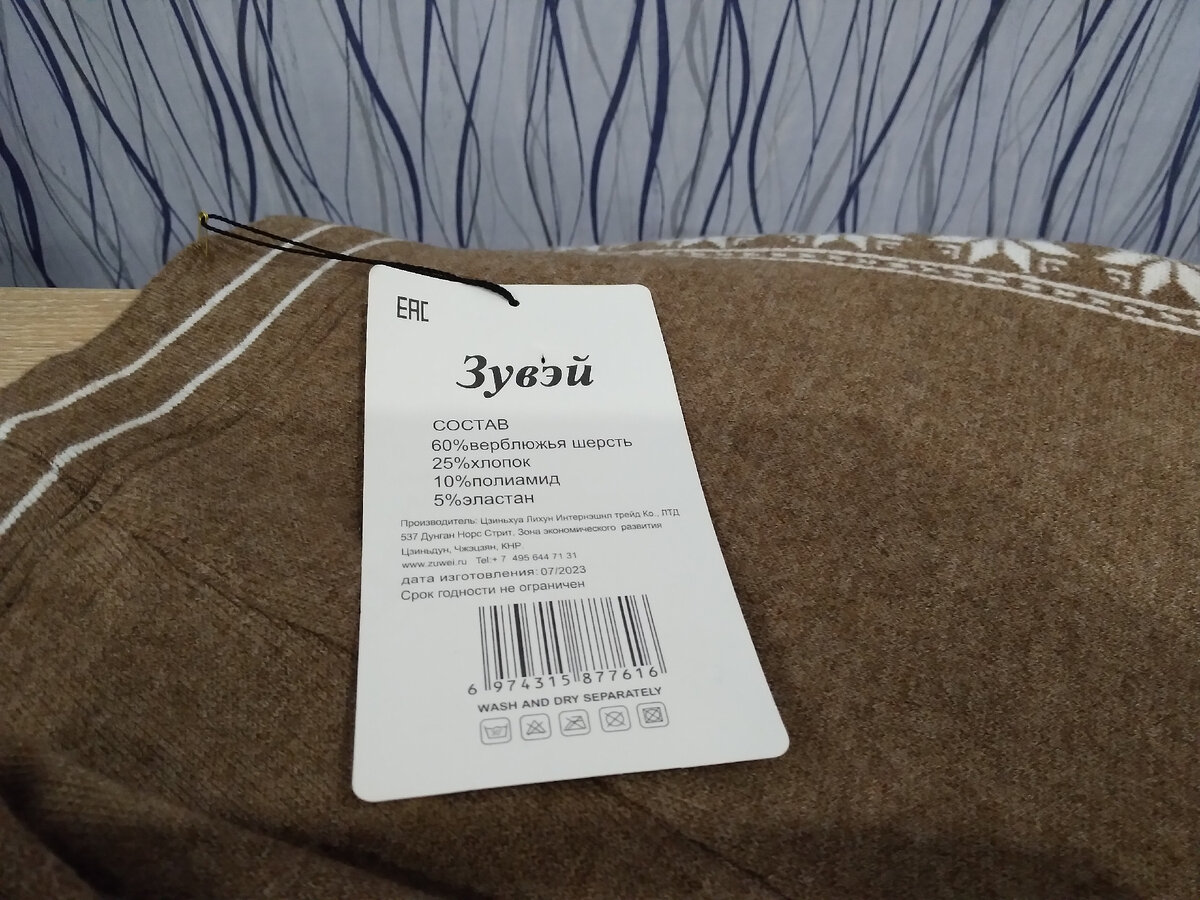 EAC
Зувэй
СОСТАВ
60%верблюжья шерсть
25%хлопок
10%полиамид
5%эластан
Производитель: Цзиньхуа Лихун Интернэшнл трейд Ко., ЛТД
537 Дунган Норс Стрит, Зона экономического развития
Цзиньдун, Чжэцзян, КНР
www.zuwei.ru Tel:+ 7 495 644 71 31
дата изготовления: 07/2023
Срок годности не ограничен
6 974315 877616
WASH AND DRY SEPARATELY